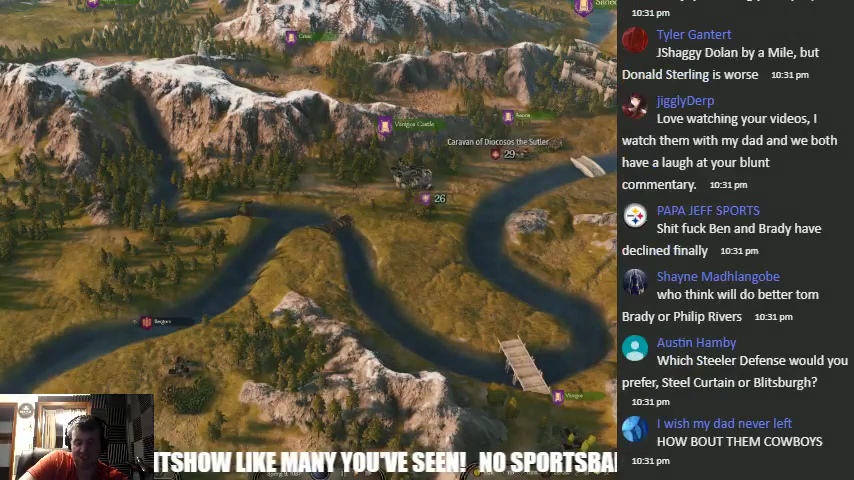 10:31 pm
Tyler Gantert
JShaggy Dolan by a Mile, but
Donald Sterling is worse 10:31 pm
jigglyDerp
Love watching your videos, I
watch them with my dad and we both
have a laugh at your blunt
commentary. 10:31 pm
PAPA JEFF SPORTS
Shit fuck Ben and Brady have
declined finally 10:31 pm
Shayne Madhlangobe
who think will do better tom
Brady or Philip Rivers 10:31 pm
Austin Hamby
Which Steeler Defense would you
prefer, Steel Curtain or Blitsburgh?
10:31 pm
I wish my dad never left
HOW BOUT THEM COWBOYS
10:31 pm
Caravan of Diocosos the Sutler
29
26
ITSHOW LIKE MANY YOU'VE SEEN! NO SPORTSBA